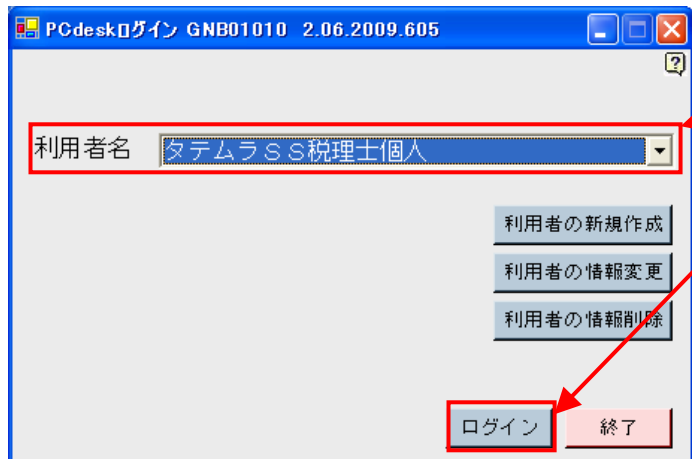 PCdeskログイン GNB01010 2.06.2009.605
利用者名 タテムラＳＳ税理士個人
利用者の新規作成
利用者の情報変更
利用者の情報削除
ログイン 終了